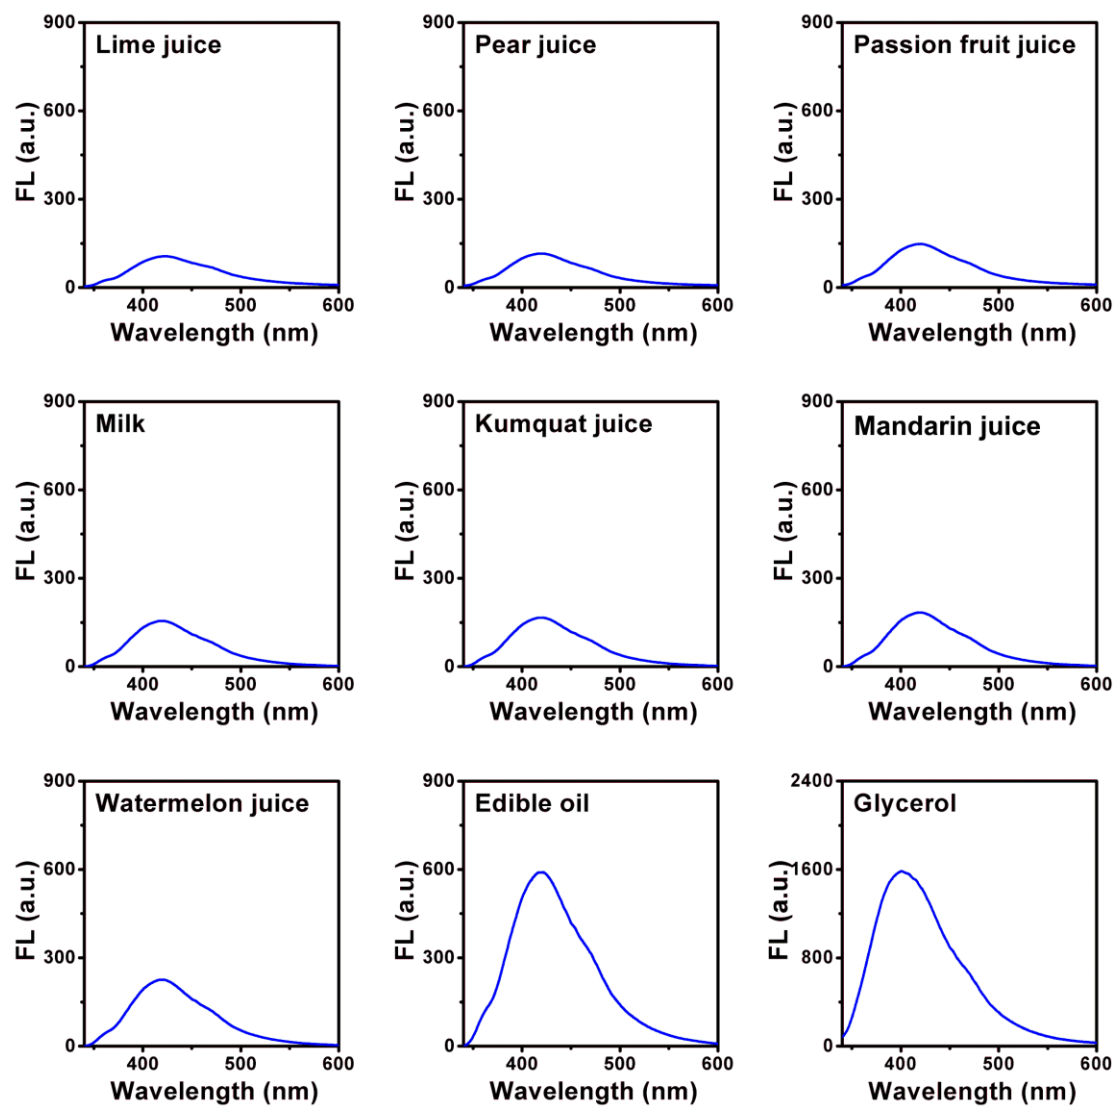 900
Lime juice
600
300
0
FL (a.u.)
400 500 600
Wavelength (nm)
900
Pear juice
600
300
0
FL (a.u.)
400 500 600
Wavelength (nm)
900
Passion fruit juice
600
300
0
FL (a.u.)
400 500 600
Wavelength (nm)
900
Milk
600
300
0
FL (a.u.)
400 500 600
Wavelength (nm)
900
Kumquat juice
600
300
0
FL (a.u.)
400 500 600
Wavelength (nm)
900
Mandarin juice
600
300
0
FL (a.u.)
400 500 600
Wavelength (nm)
900
Watermelon juice
600
300
0
FL (a.u.)
400 500 600
Wavelength (nm)
900
Edible oil
600
300
0
FL (a.u.)
400 500 600
Wavelength (nm)
2400
Glycerol
1600
800
0
FL (a.u.)
400 500 600
Wavelength (nm)